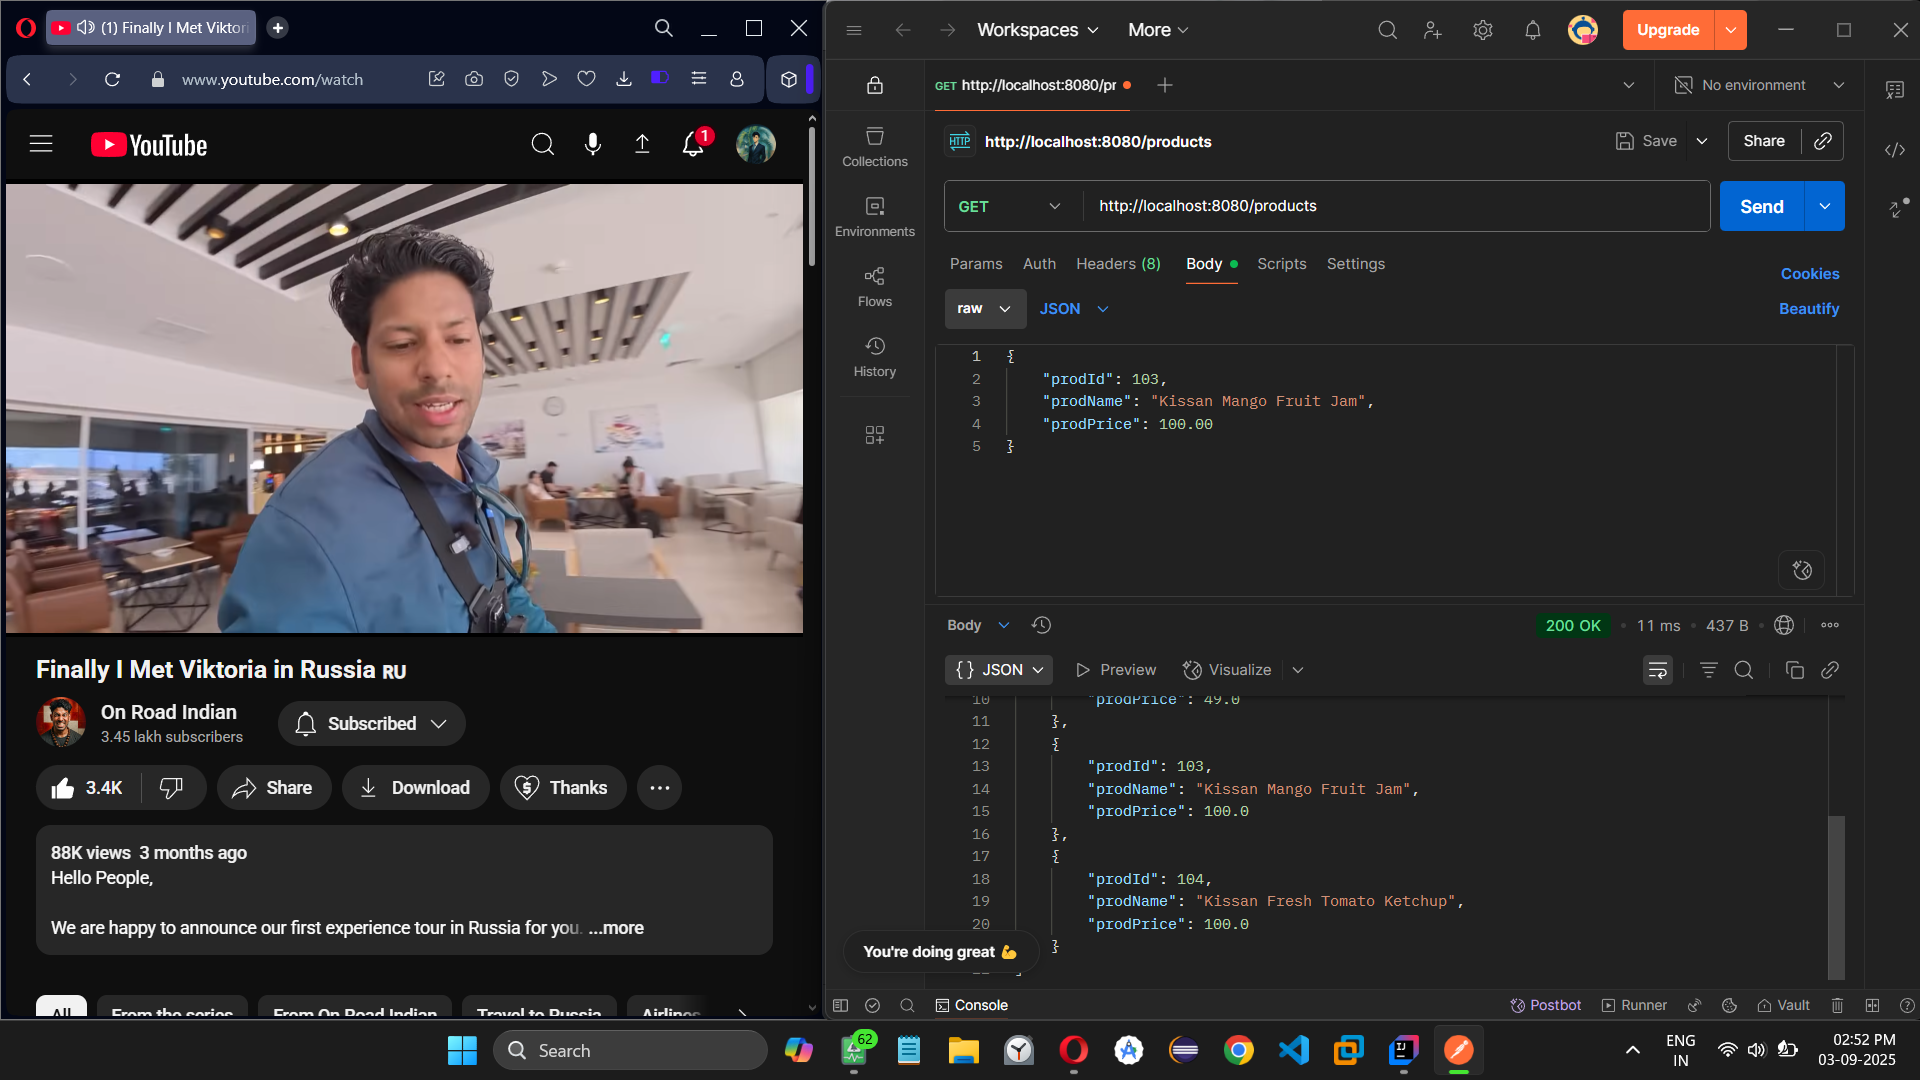 (1) Finally I Met Viktori
www.youtube.com/watch
YouTube
1
Finally I Met Viktoria in Russia RU
On Road Indian
3.45 lakh subscribers
Subscribed
3.4K
Share
Download
Thanks
88K views 3 months ago
Hello People,
We are happy to announce our first experience tour in Russia for you. ...more
All
From the series
From On Road Indian
Travel to Russia
Airlines
Workspaces
More
Upgrade
GET http://localhost:8080/pr
No environment
Collections
Environments
Flows
History
HTTP
http://localhost:8080/products
Save
Share
GET
http://localhost:8080/products
Send
Params
Auth
Headers (8)
Body
Scripts
Settings
Cookies
raw
JSON
Beautify
1 {
2 "prodId": 103,
3 "prodName": "Kissan Mango Fruit Jam",
4 "prodPrice": 100.00
5 }
Body
200 OK
11 ms
437 B
{} JSON
Preview
Visualize
10 "prodPrice": 49.0
11 },
12 {
13 "prodId": 103,
14 "prodName": "Kissan Mango Fruit Jam",
15 "prodPrice": 100.0
16 },
17 {
18 "prodId": 104,
19 "prodName": "Kissan Fresh Tomato Ketchup",
20 "prodPrice": 100.0
}
You're doing great 💪
Console
Postbot
Runner
Vault
Search
62
IJ
ENG
IN
02:52 PM
03-09-2025